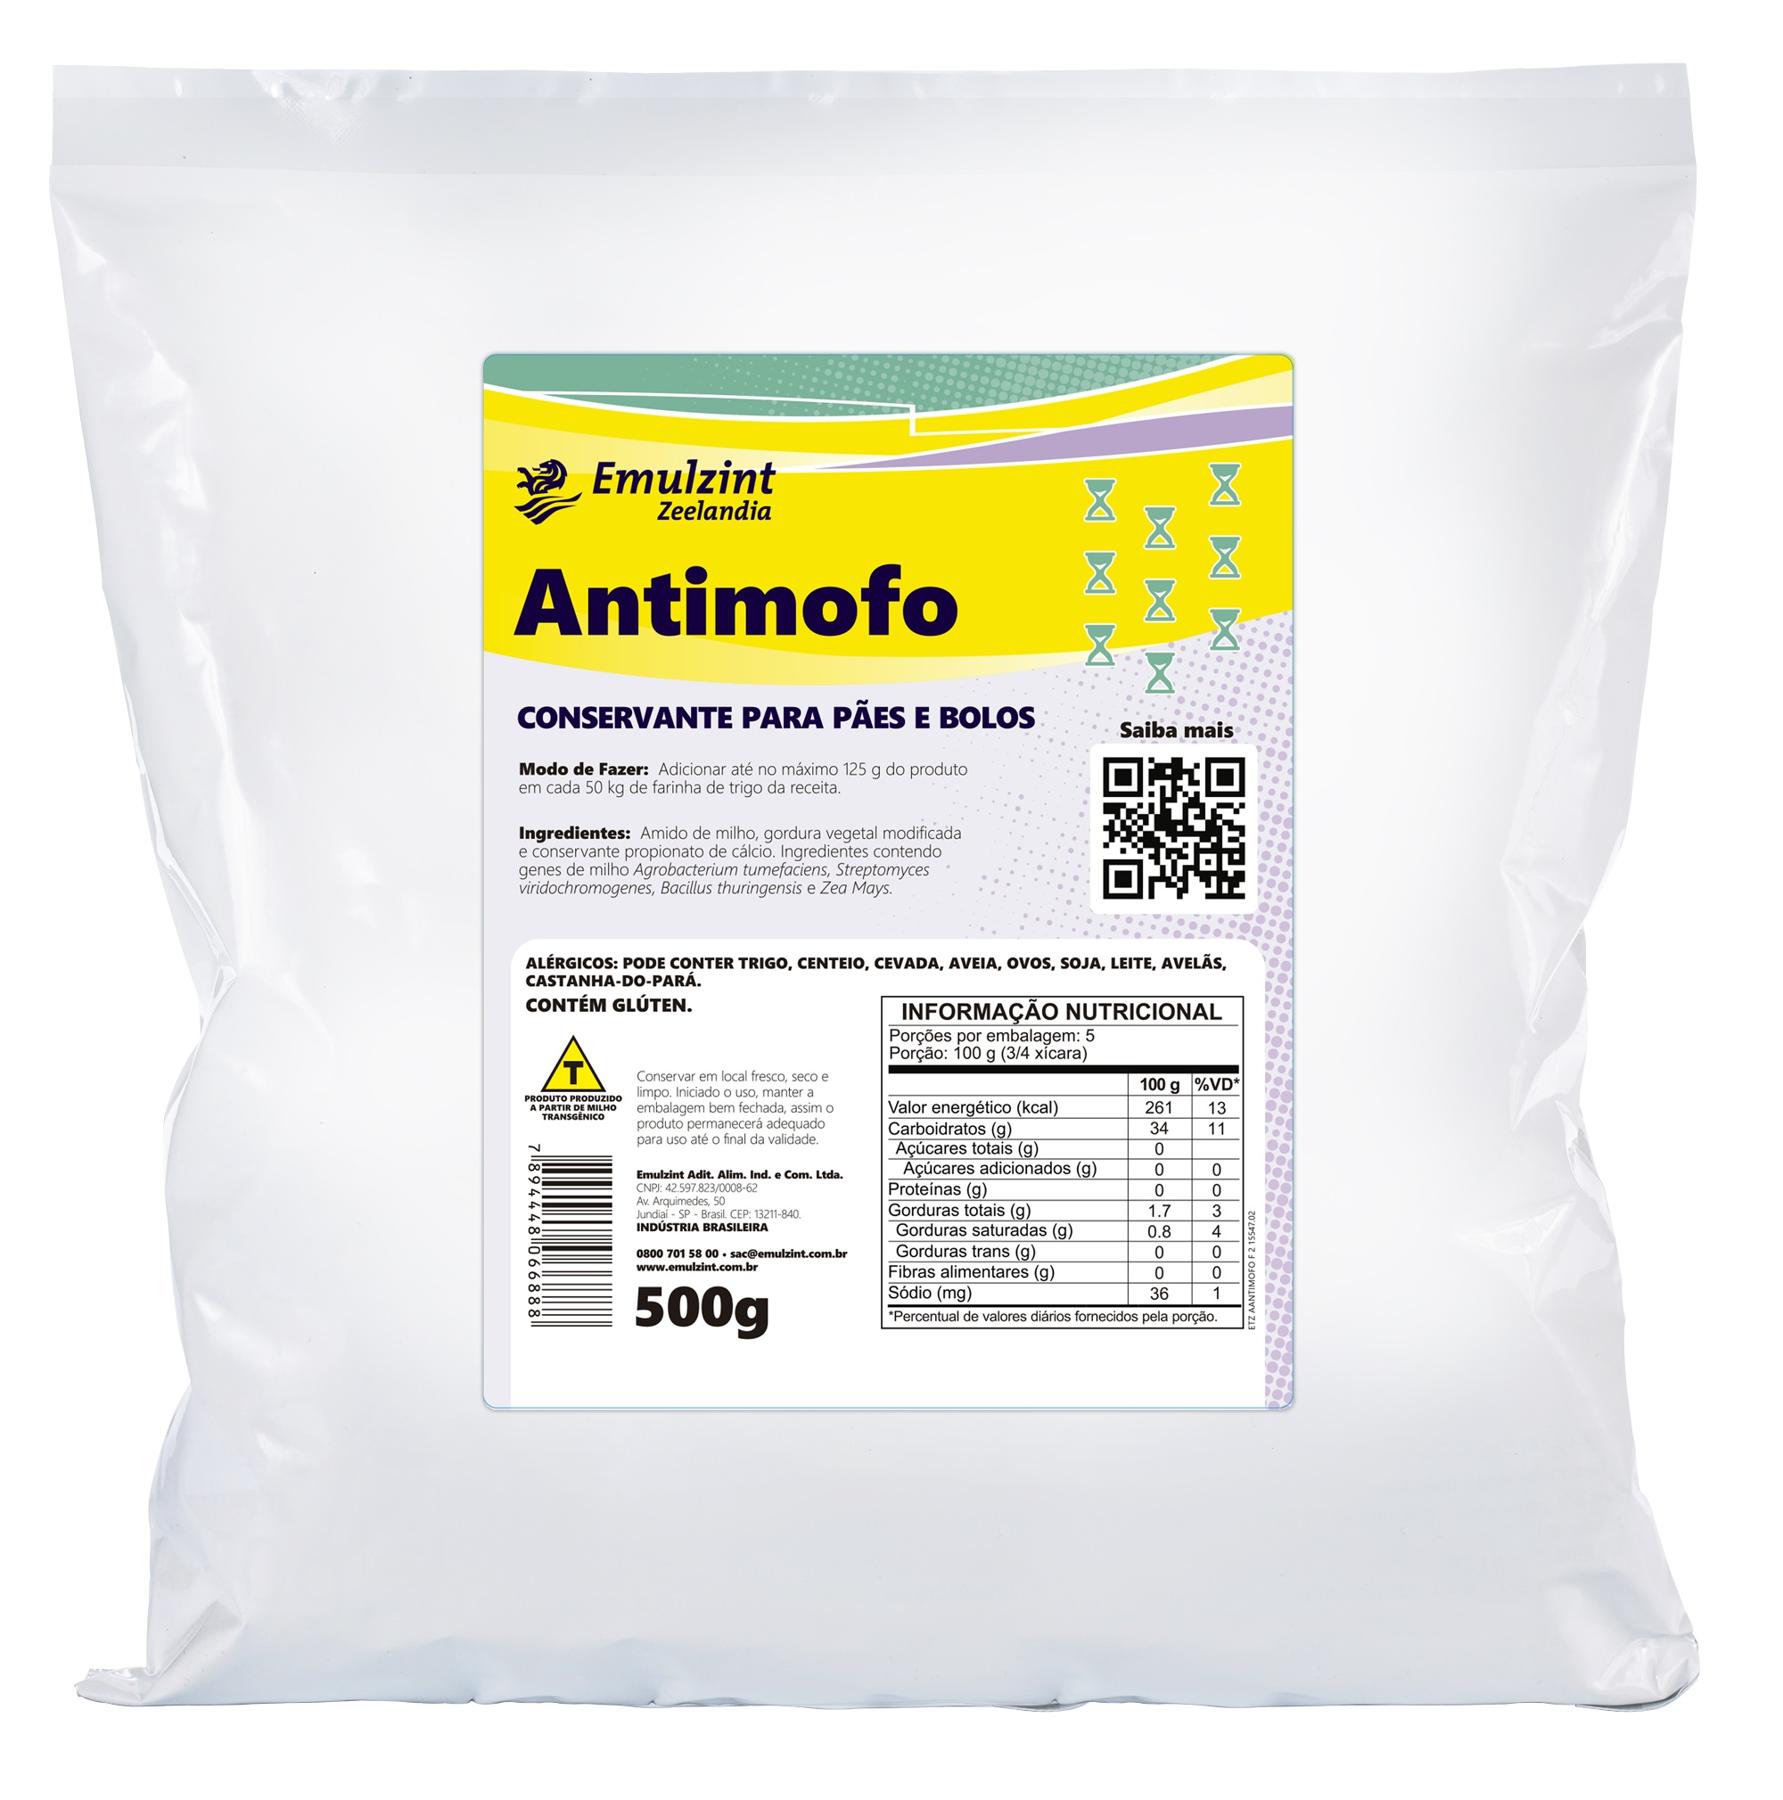 Emulzint
Zeelandia
Antimofo
CONSERVANTE PARA PÃES E BOLOS
Saiba mais
Modo de Fazer: Adicionar até no máximo 125 g do produto
em cada 50 kg de farinha de trigo da receita.
Ingredientes: Amido de milho, gordura vegetal modificada
e conservante propionato de cálcio. Ingredientes contendo
genes de milho Agrobacterium tumefaciens, Streptomyces
viridochromogenes, Bacillus thuringensis e Zea Mays.
ALÉRGICOS: PODE CONTER TRIGO, CENTEIO, CEVADA, AVEIA, OVOS, SOJA, LEITE, AVELÃS,
CASTANHA-DO-PARÁ.
CONTÉM GLÚTEN.
T
PRODUTO PRODUZIDO
A PARTIR DE MILHO
TRANSGÊNICO
7894448066888
Conservar em local fresco, seco e
limpo. Iniciado o uso, manter a
embalagem bem fechada, assim o
produto permanecerá adequado
para uso até o final da validade.
Emulzint Adit. Alim. Ind. e Com. Ltda.
CNPJ: 42.597.823/0008-62
Av. Arquimedes, 50
Jundiaí - SP - Brasil. CEP: 13211-840.
INDÚSTRIA BRASILEIRA
0800 701 58 00 • sac@emulzint.com.br
www.emulzint.com.br
500g
INFORMAÇÃO NUTRICIONAL
Porções por embalagem: 5
Porção: 100 g (3/4 xícara)
100 g %VD*
Valor energético (kcal) 261 13
Carboidratos (g) 34 11
Açúcares totais (g) 0
Açúcares adicionados (g) 0 0
Proteínas (g) 0 0
Gorduras totais (g) 1.7 3
Gorduras saturadas (g) 0.8 4
Gorduras trans (g) 0 0
Fibras alimentares (g) 0 0
Sódio (mg) 36 1
*Percentual de valores diários fornecidos pela porção.
ETZ AANTIMOFO F 2 15547.02